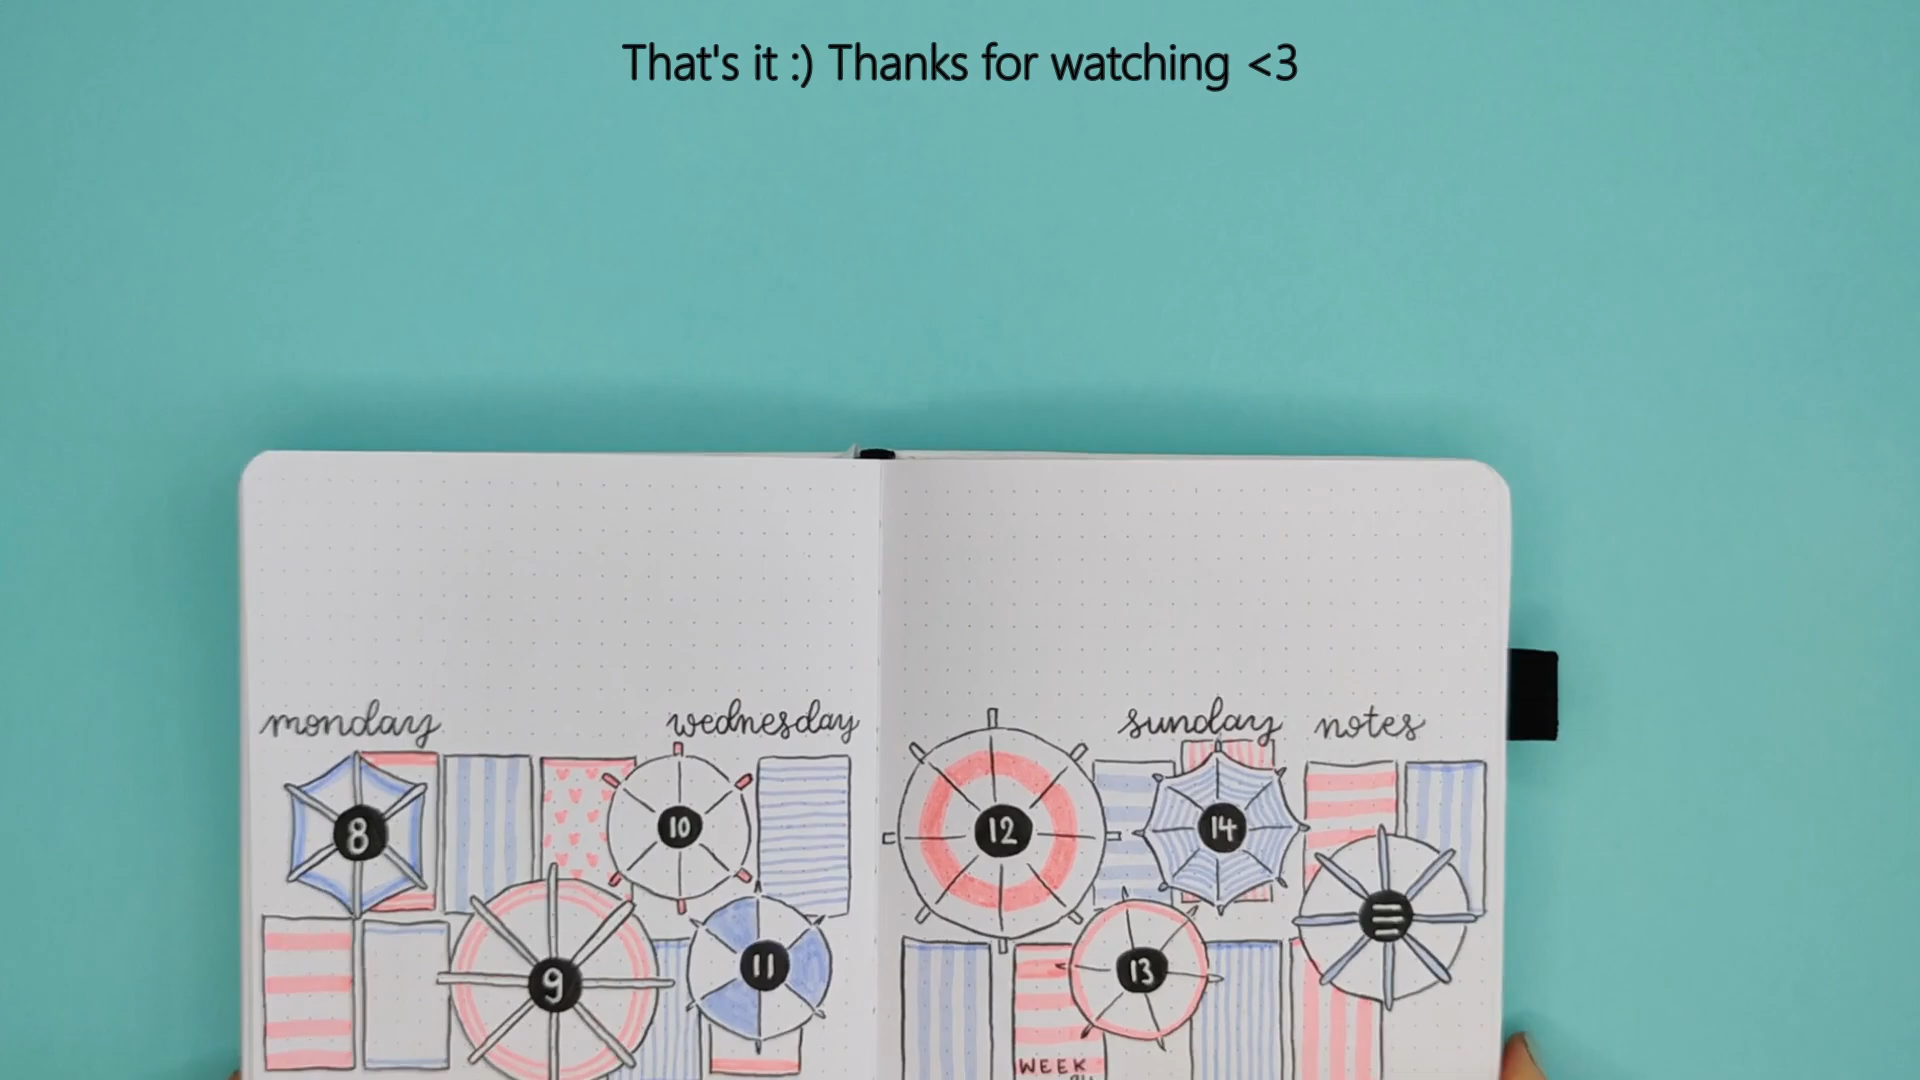 That's it :) Thanks for watching <3
monday
wednesday
sunday
notes
8
10
12
14
9
11
13
WEEK